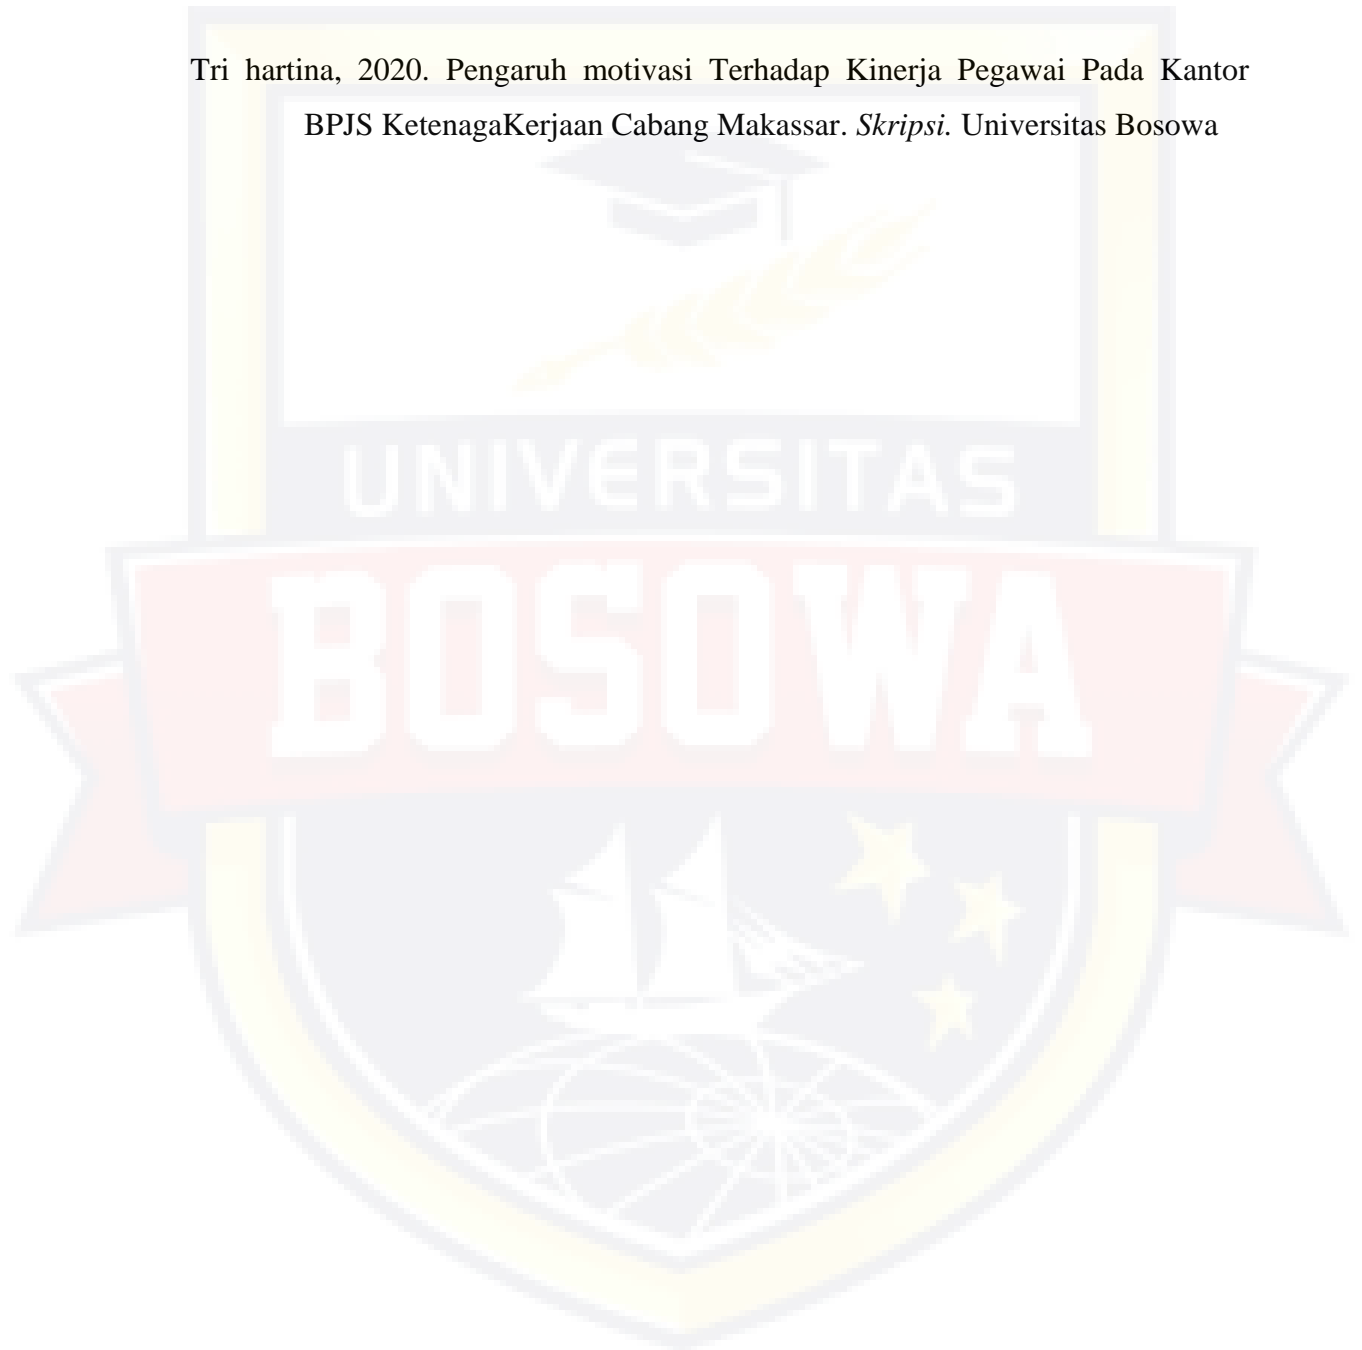 Tri hartina, 2020. Pengaruh motivasi Terhadap Kinerja Pegawai Pada Kantor
BPJS KetenagaKerjaan Cabang Makassar. Skripsi. Universitas Bosowa
UNIVERSITAS
BOSOWA